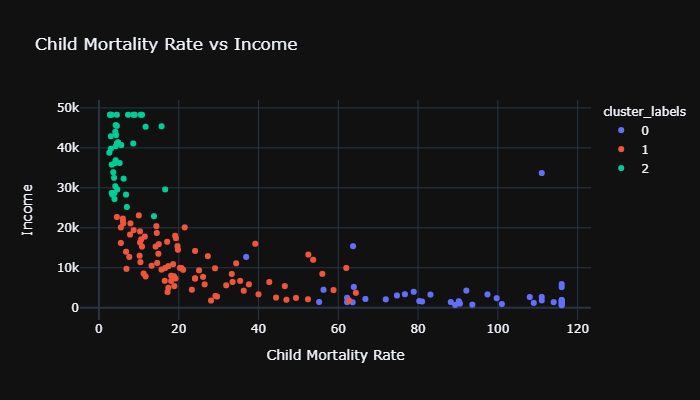 Child Mortality Rate vs Income
cluster_labels
0
1
2
50k
40k
30k
20k
10k
0
Income
0 20 40 60 80 100 120
Child Mortality Rate